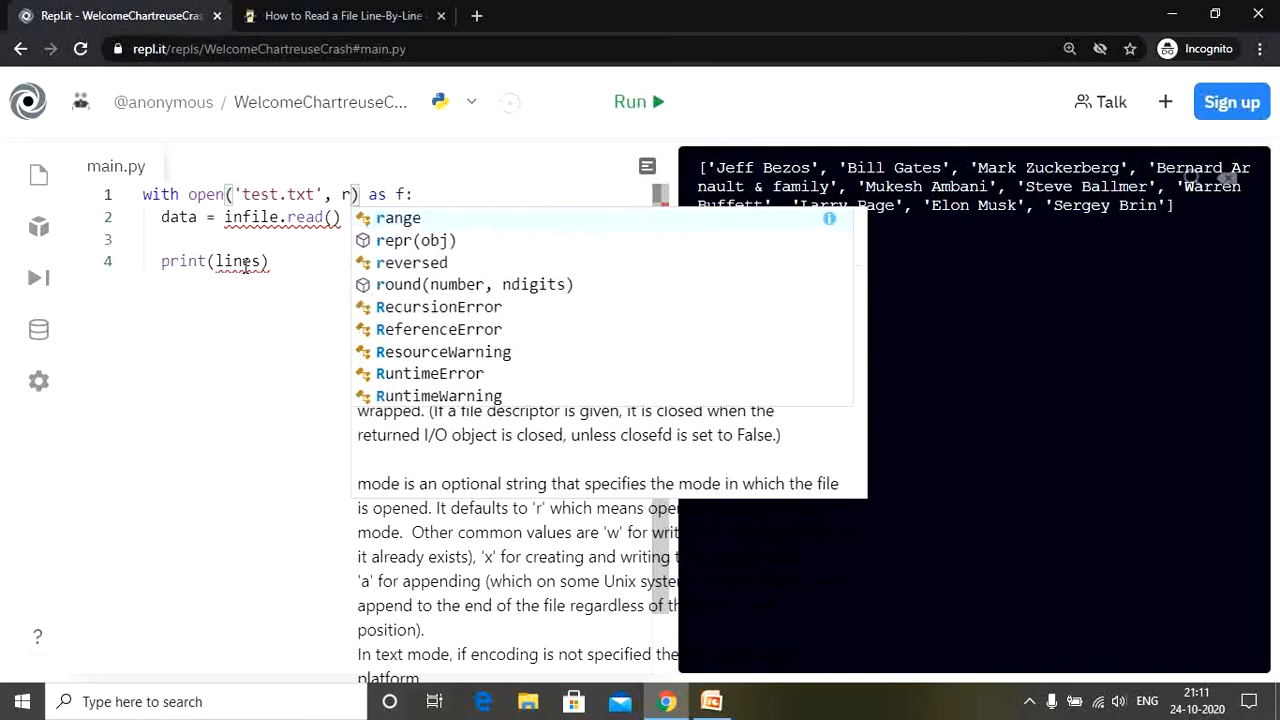 Repl.it - WelcomeChartreuseCras
How to Read a File Line-By-Line
repl.it/repls/WelcomeChartreuseCrash#main.py
Incognito
@anonymous / WelcomeChartreuseC...
Run
Talk
Sign up
main.py
1 with open('test.txt', r) as f:
2 data = infile.read()
3
4 print(lines)
range
repr(obj)
reversed
round(number, ndigits)
RecursionError
ReferenceError
ResourceWarning
RuntimeError
RuntimeWarning
wrapped. (If a file descriptor is given, it is closed when the
returned I/O object is closed, unless closefd is set to False.)
mode is an optional string that specifies the mode in which the file
is opened. It defaults to 'r' which means
mode. Other common values are 'w' for
it already exists), 'x' for creating and writing
'a' for appending (which on some Unix
append to the end of the file regardless of
position).
In text mode, if encoding is not specified the
platform
['Jeff Bezos', 'Bill Gates', 'Mark Zuckerberg', 'Bernard Ar
nault & family', 'Mukesh Ambani', 'Steve Ballmer', 'Warren
Buffett', 'Larry Page', 'Elon Musk', 'Sergey Brin']
?
Type here to search
ENG
21:11
24-10-2020